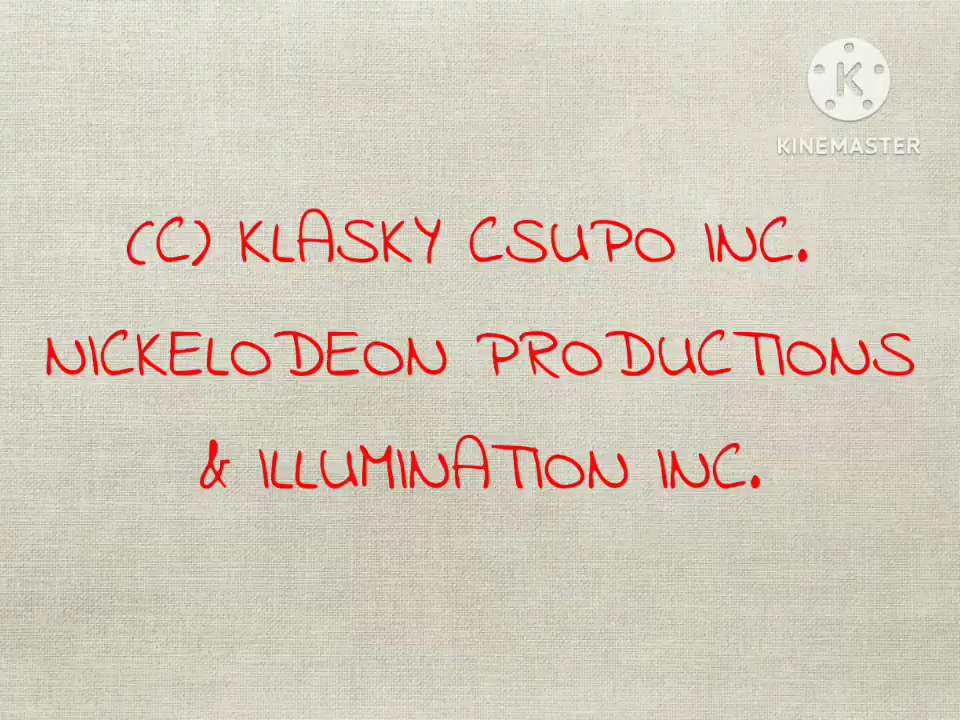 K
KINEMASTER
(C) KLASKY CSUPO INC.
NICKELODEON PRODUCTIONS
& ILLUMINATION INC.